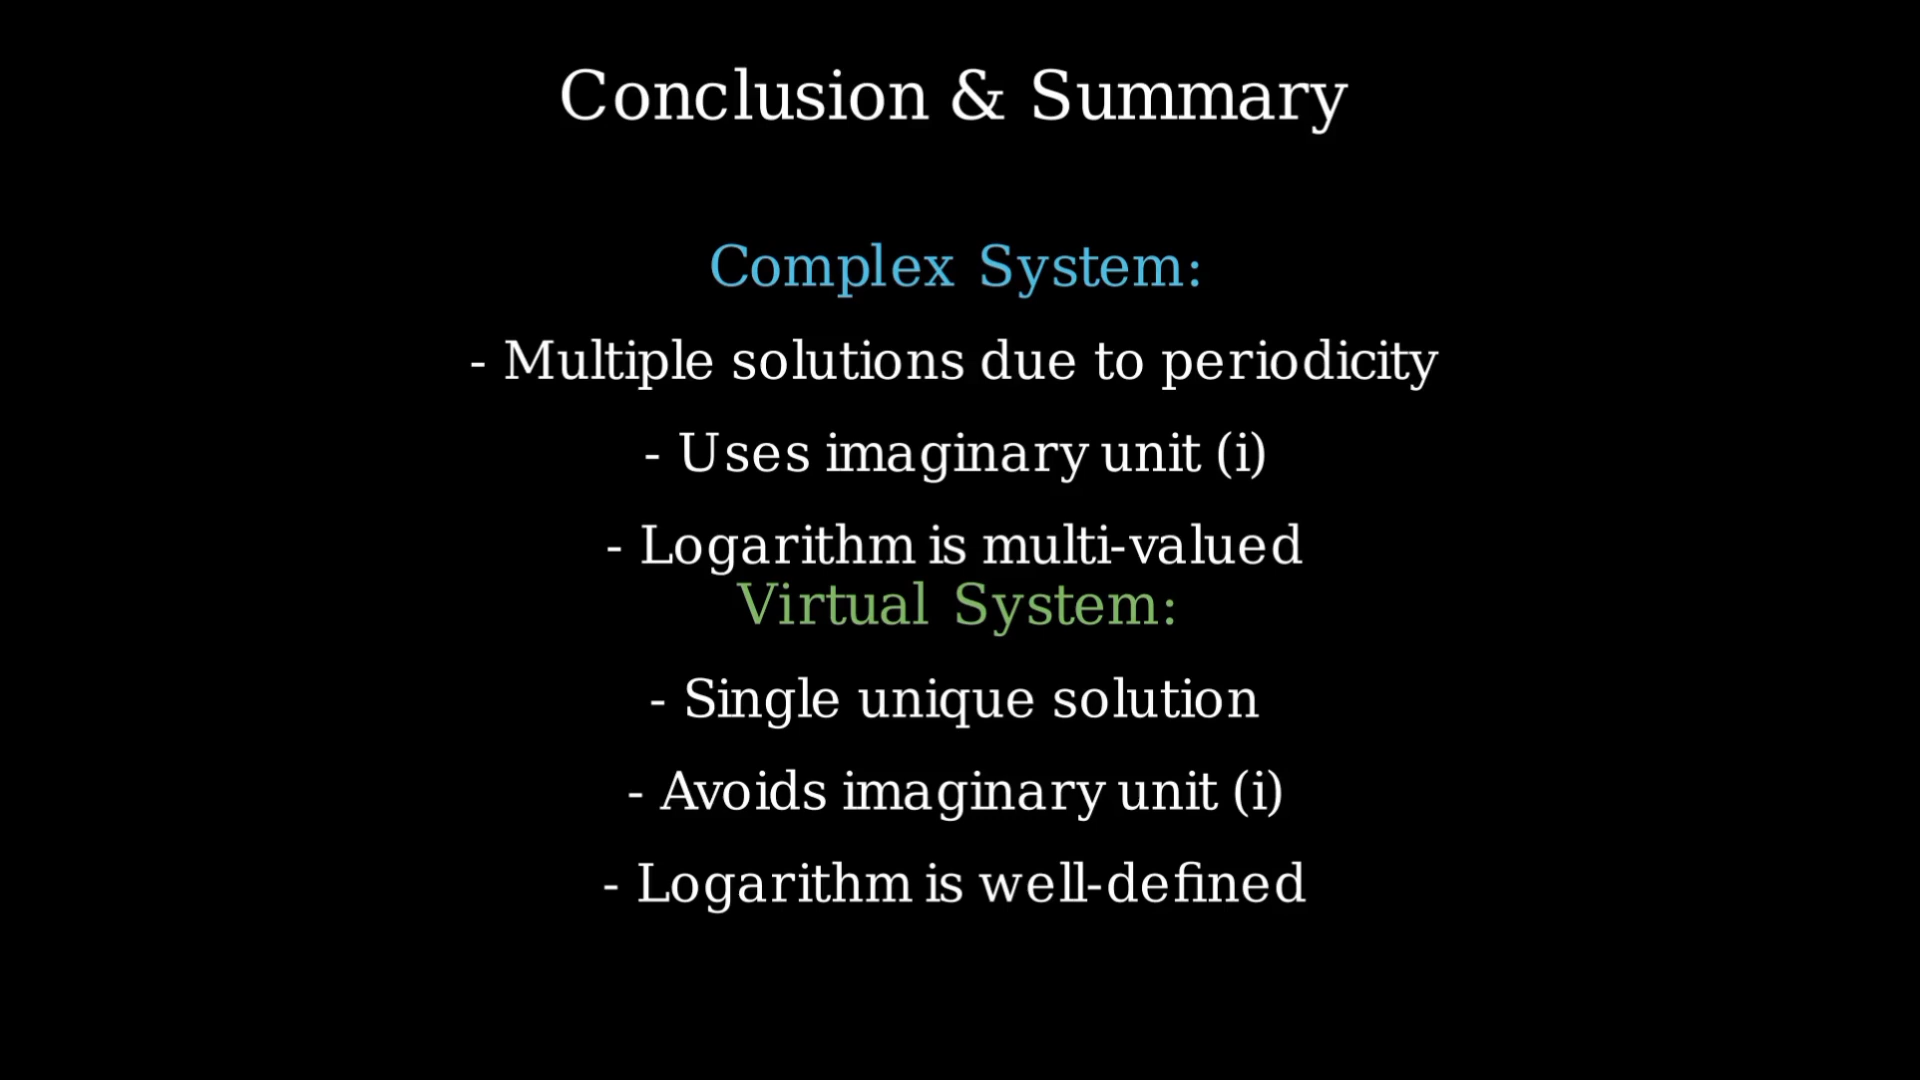 Conclusion & Summary
Complex System:
- Multiple solutions due to periodicity
- Uses imaginary unit (i)
- Logarithm is multi-valued
Virtual System:
- Single unique solution
- Avoids imaginary unit (i)
- Logarithm is well-defined